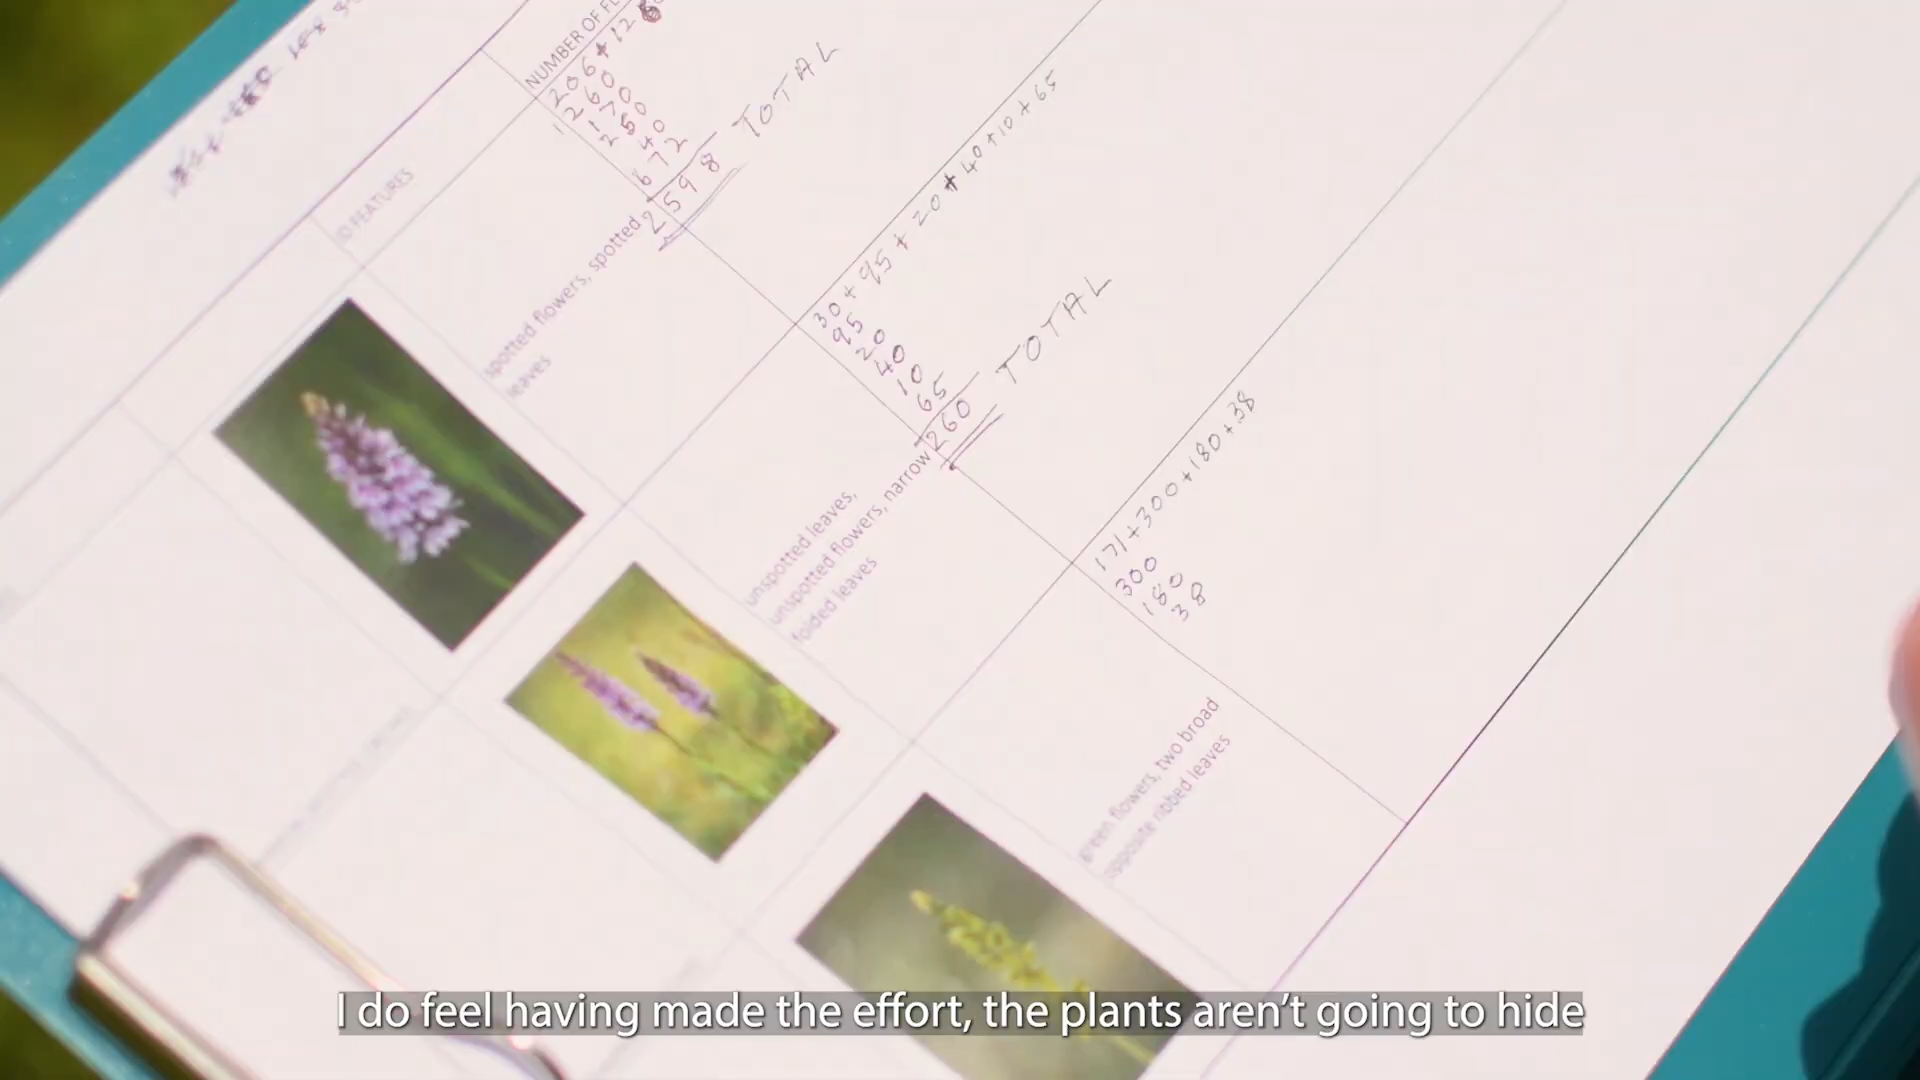 ID FEATURES
NUMBER OF FL
206+12
1260
170
250
40
672
2598 TOTAL
spotted flowers, spotted
leaves
30+95+20+40+10+65
95
20
40
10
65
260 TOTAL
unspotted leaves,
unspotted flowers, narrow
folded leaves
171+300+180+38
300
180
38
green flowers, two broad
opposite ribbed leaves
I do feel having made the effort, the plants aren't going to hide